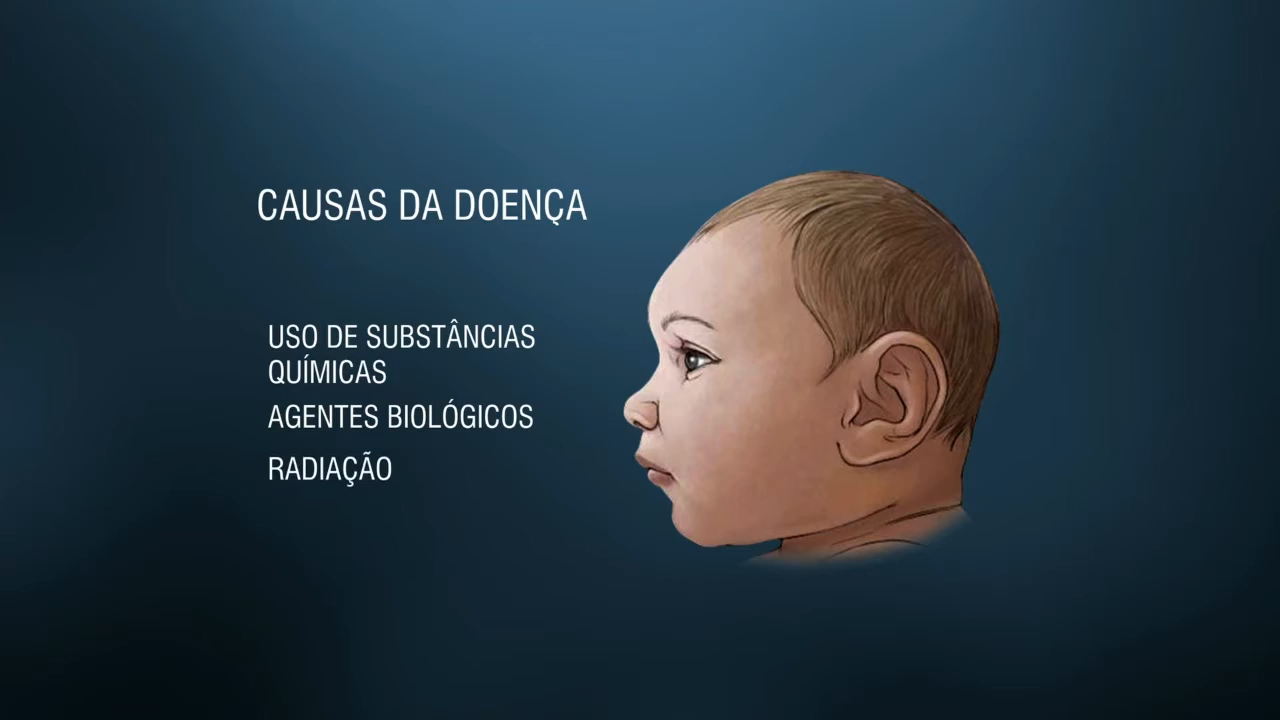 CAUSAS DA DOENÇA
USO DE SUBSTÂNCIAS
QUÍMICAS
AGENTES BIOLÓGICOS
RADIAÇÃO